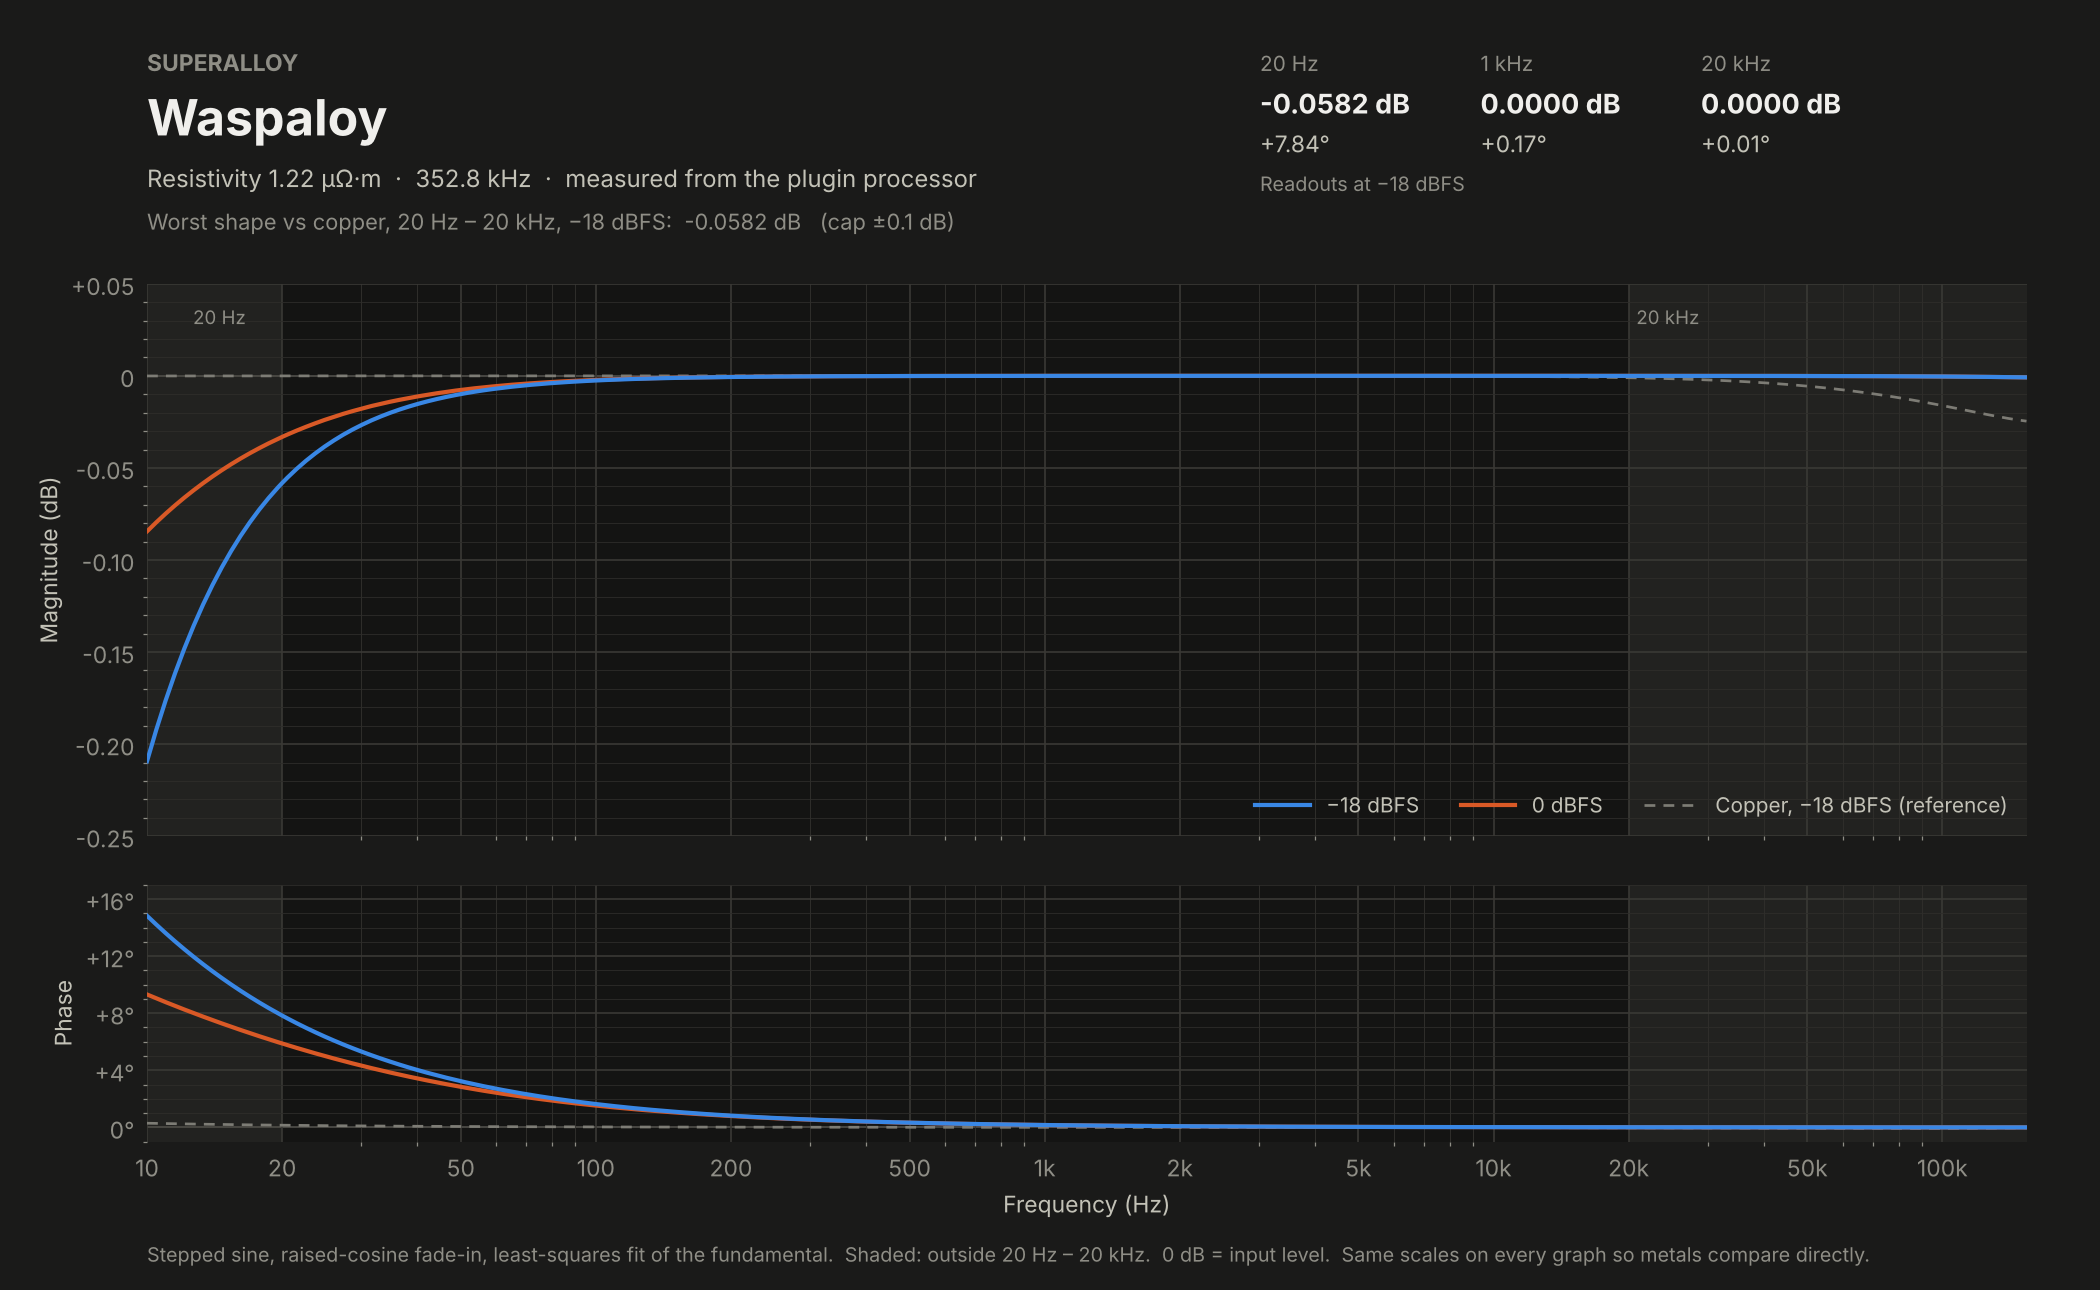 SUPERALLOY
Waspaloy
Resistivity 1.22 µΩ·m · 352.8 kHz · measured from the plugin processor
Worst shape vs copper, 20 Hz – 20 kHz, −18 dBFS: -0.0582 dB (cap ±0.1 dB)
20 Hz 1 kHz 20 kHz
-0.0582 dB 0.0000 dB 0.0000 dB
+7.84° +0.17° +0.01°
Readouts at −18 dBFS
+0.05
0
-0.05
-0.10
-0.15
-0.20
-0.25
Magnitude (dB)
20 Hz
20 kHz
−18 dBFS 0 dBFS Copper, −18 dBFS (reference)
+16°
+12°
+8°
+4°
0°
Phase
10 20 50 100 200 500 1k 2k 5k 10k 20k 50k 100k
Frequency (Hz)
Stepped sine, raised-cosine fade-in, least-squares fit of the fundamental. Shaded: outside 20 Hz – 20 kHz. 0 dB = input level. Same scales on every graph so metals compare directly.